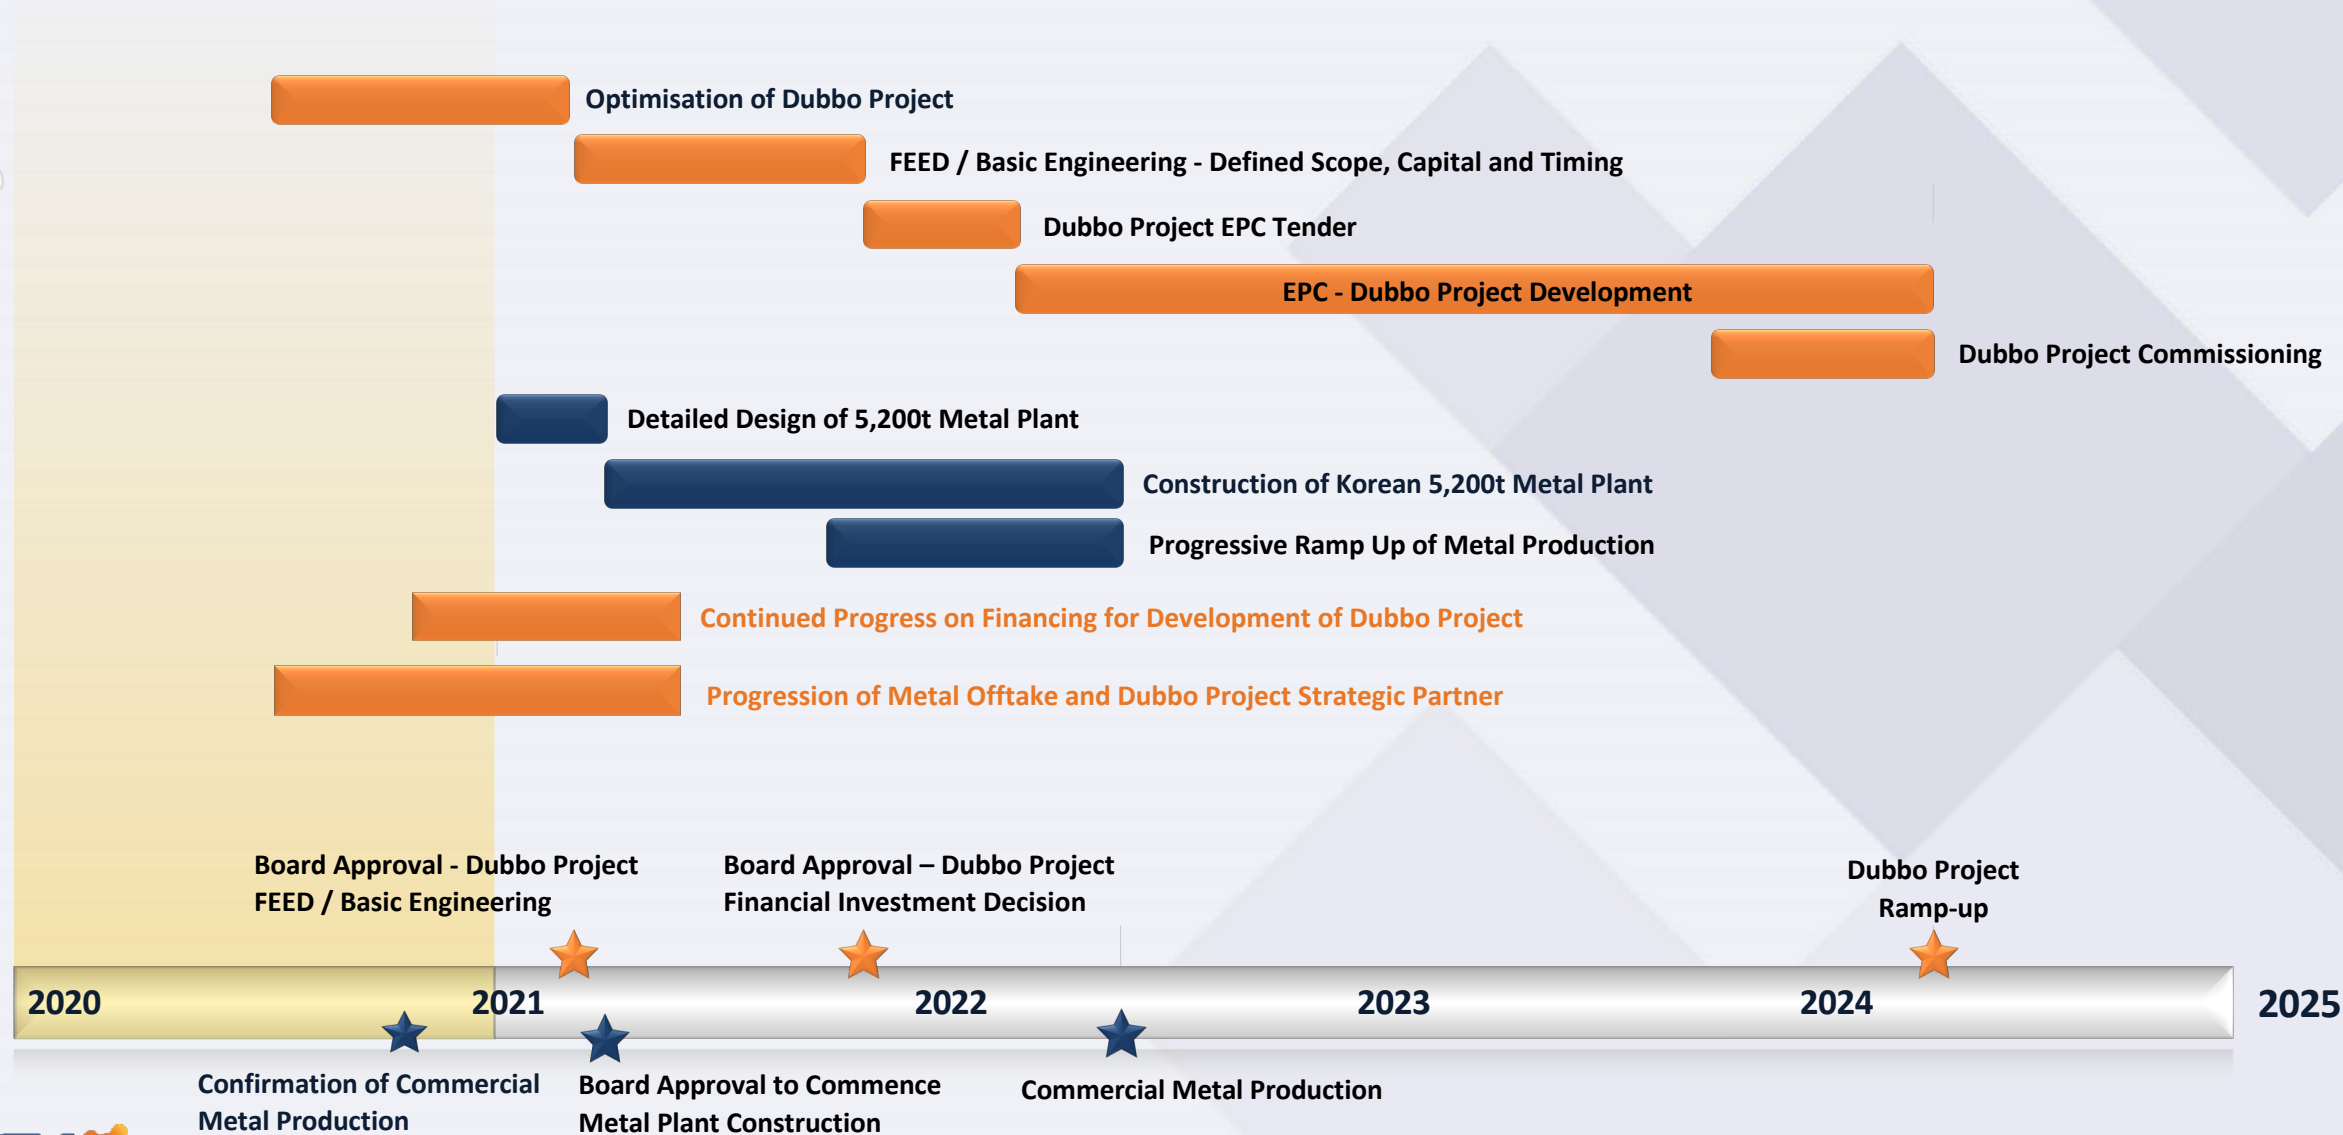 Optimisation of Dubbo Project
FEED / Basic Engineering - Defined Scope, Capital and Timing
Dubbo Project EPC Tender
EPC - Dubbo Project Development
Dubbo Project Commissioning
Detailed Design of 5,200t Metal Plant
Construction of Korean 5,200t Metal Plant
Progressive Ramp Up of Metal Production
Continued Progress on Financing for Development of Dubbo Project
Progression of Metal Offtake and Dubbo Project Strategic Partner
Board Approval - Dubbo Project
FEED / Basic Engineering
Board Approval – Dubbo Project
Financial Investment Decision
Dubbo Project
Ramp-up
2020 2021 2022 2023 2024 2025
Confirmation of Commercial
Metal Production
Board Approval to Commence
Metal Plant Construction
Commercial Metal Production